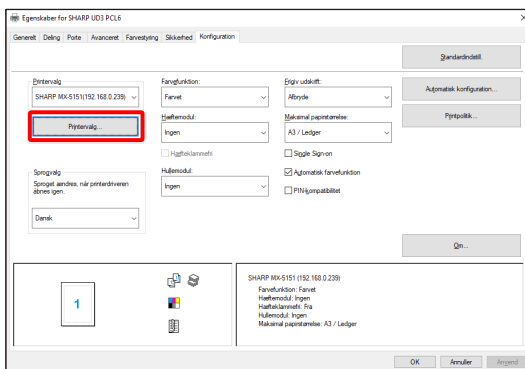 Egenskaber for SHARP UD3 PCL6
Generelt Deling Porte Avanceret Farvestyring Sikkerhed Konfiguration
Standardindstill.
Printervalg
SHARP MX-5151(192.168.0.239)
Printervalg...
Farvefunktion:
Farvet
Frigiv udskrift:
Afbryde
Automatisk konfiguration...
Hæftemodul:
Ingen
Maksimal papirstørrelse:
A3 / Ledger
Printpolitik...
Hæfteklammefri
Single Sign-on
Hullemodul:
Ingen
Automatisk farvefunktion
PIN-kompatibilitet
Sprogvalg
Sproget ændres, når printerdriveren
åbnes igen.
Dansk
Om...
1
SHARP MX-5151 (192.168.0.239)
Farvefunktion: Farvet
Hæftemodul: Ingen
Hæfteklammefri: Fra
Hullemodul: Ingen
Maksimal papirstørrelse: A3 / Ledger
OK Annuller Anvend